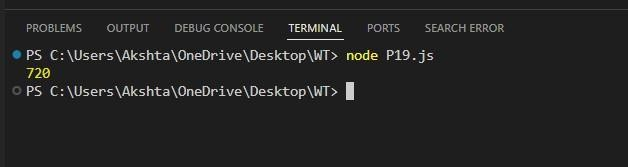 PROBLEMS OUTPUT DEBUG CONSOLE TERMINAL PORTS SEARCH ERROR
PS C:\Users\Akshta\OneDrive\Desktop\WT> node P19.js
720
PS C:\Users\Akshta\OneDrive\Desktop\WT>